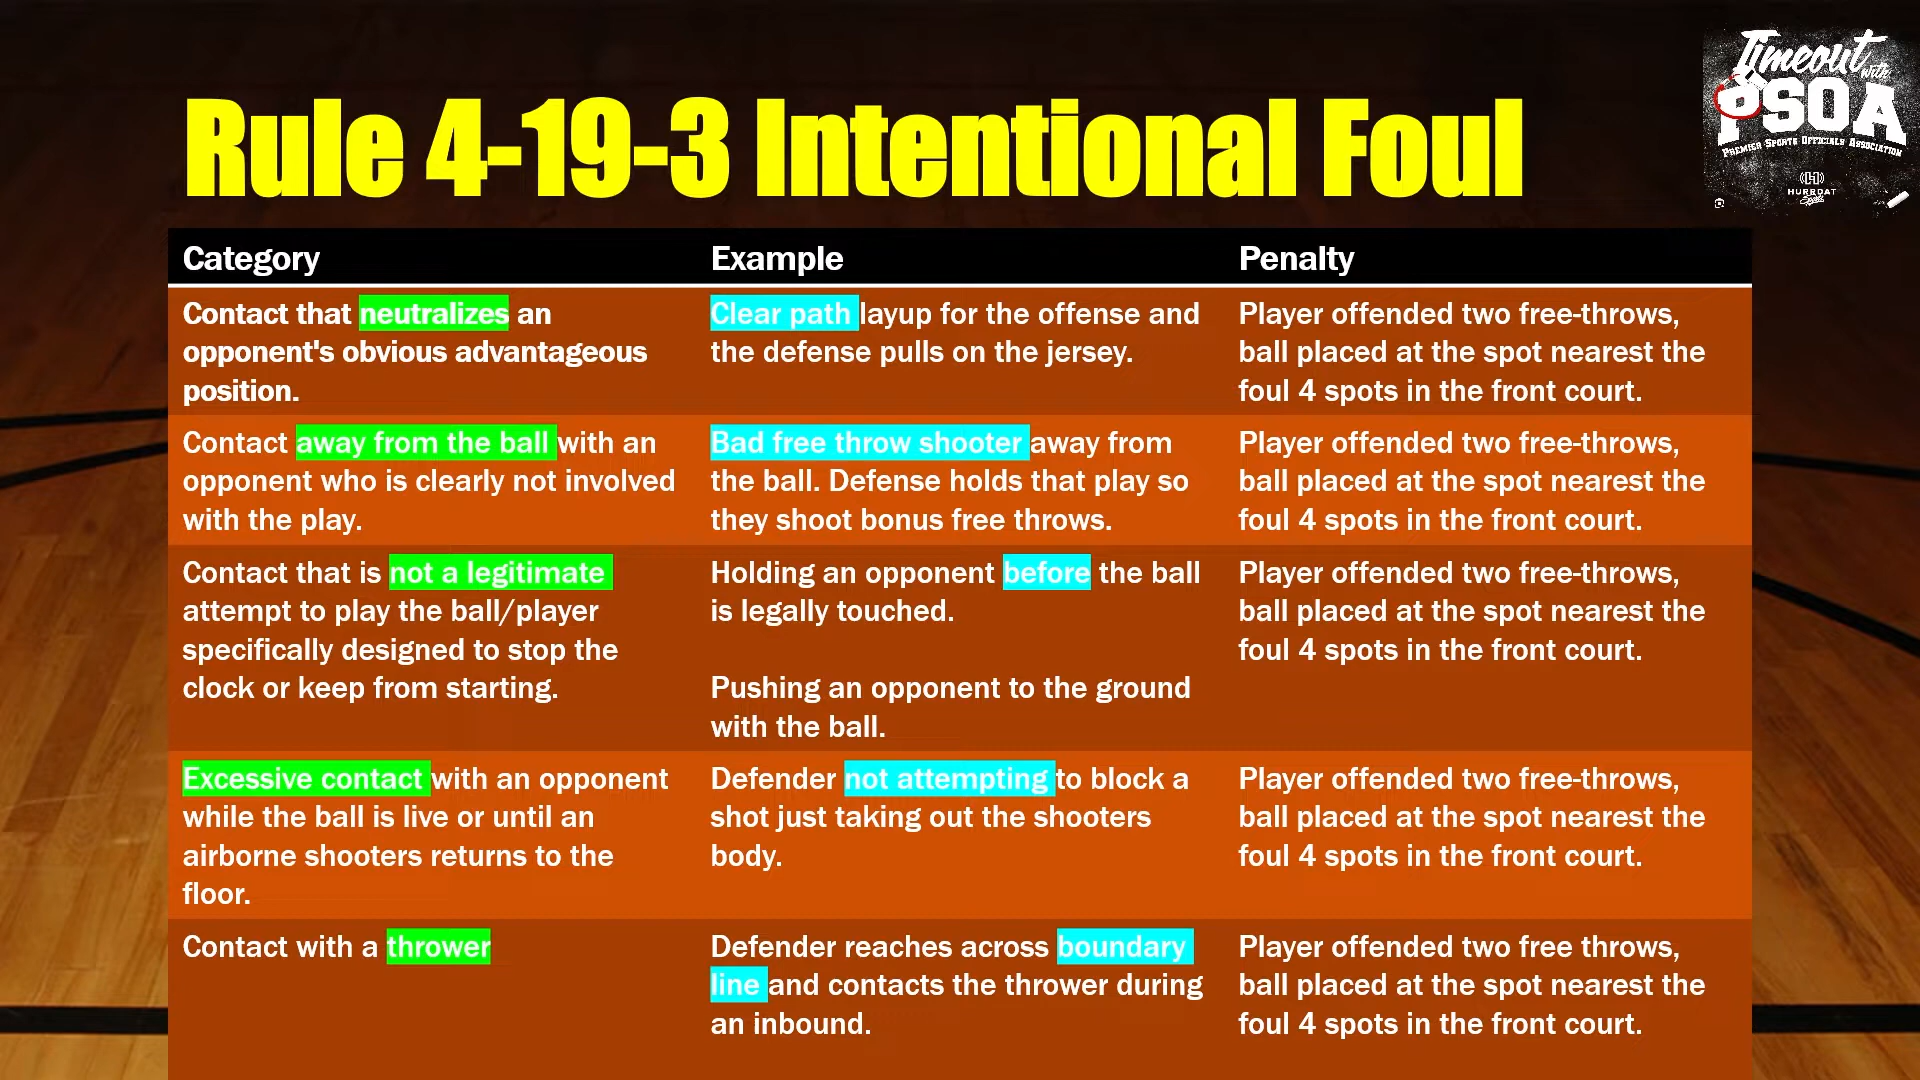 Timeout
with
PSOA
PREMIER SPORTS OFFICIALS ASSOCIATION
HURRDAT
Sports
Rule 4-19-3 Intentional Foul
Category Example Penalty
Contact that neutralizes an
opponent's obvious advantageous
position.
Clear path layup for the offense and
the defense pulls on the jersey.
Player offended two free-throws,
ball placed at the spot nearest the
foul 4 spots in the front court.
Contact away from the ball with an
opponent who is clearly not involved
with the play.
Bad free throw shooter away from
the ball. Defense holds that play so
they shoot bonus free throws.
Player offended two free-throws,
ball placed at the spot nearest the
foul 4 spots in the front court.
Contact that is not a legitimate
attempt to play the ball/player
specifically designed to stop the
clock or keep from starting.
Holding an opponent before the ball
is legally touched.
Pushing an opponent to the ground
with the ball.
Player offended two free-throws,
ball placed at the spot nearest the
foul 4 spots in the front court.
Excessive contact with an opponent
while the ball is live or until an
airborne shooters returns to the
floor.
Defender not attempting to block a
shot just taking out the shooters
body.
Player offended two free-throws,
ball placed at the spot nearest the
foul 4 spots in the front court.
Contact with a thrower
Defender reaches across boundary
line and contacts the thrower during
an inbound.
Player offended two free throws,
ball placed at the spot nearest the
foul 4 spots in the front court.